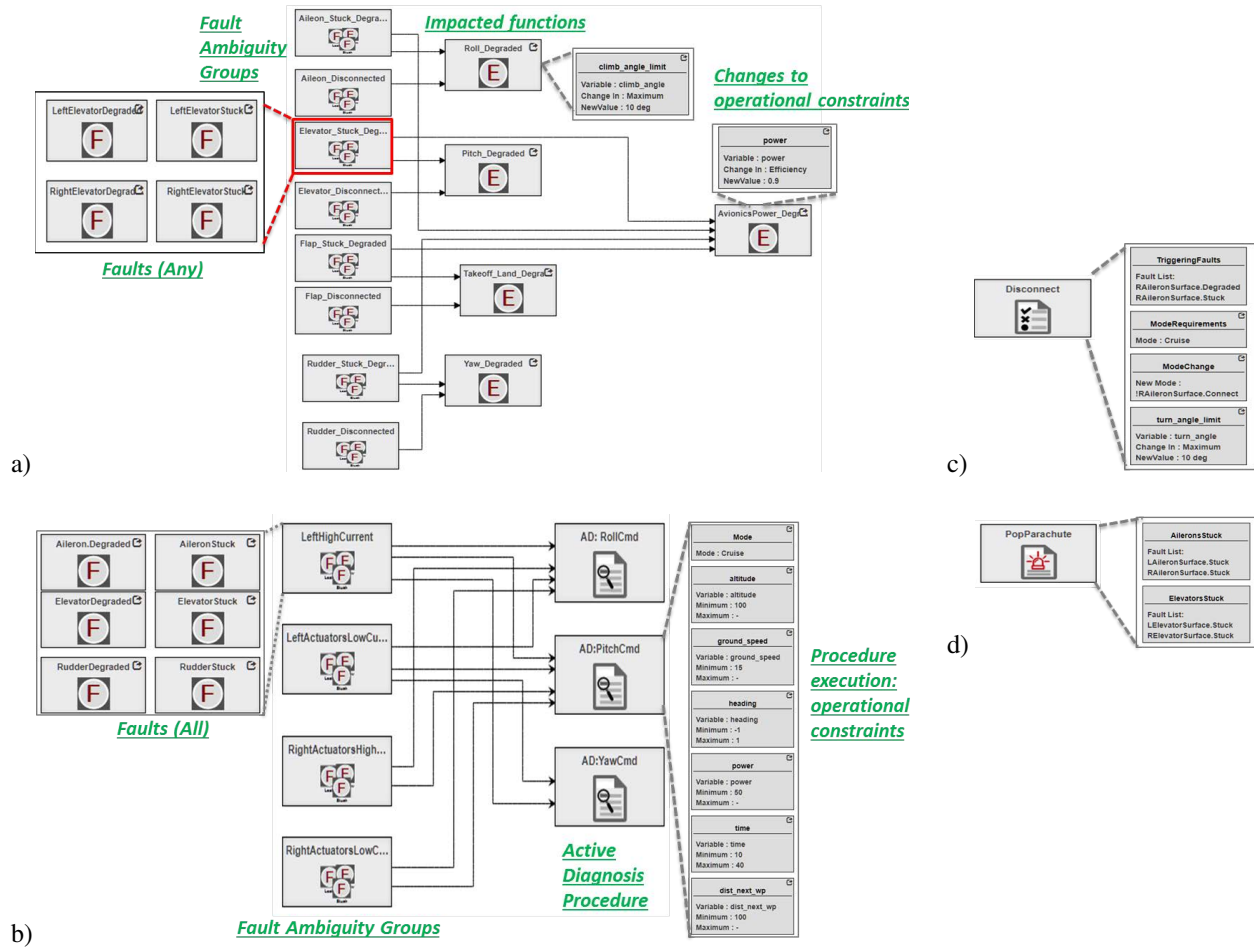 Fault
Ambiguity
Groups
Impacted functions
Changes to
operational constraints
Faults (Any)
LeftElevatorDegrade
LeftElevatorStuck
RightElevatorDegrad
RightElevatorStuck
F
F
F
F
Aileon_Stuck_Degra...
Aileon_Disconnected
Elevator_Stuck_Deg...
Elevator_Disconnect...
Flap_Stuck_Degraded
Flap_Disconnected
Rudder_Stuck_Degr...
Rudder_Disconnected
Roll_Degraded
E
Pitch_Degraded
E
Takeoff_Land_Degra
E
Yaw_Degraded
E
climb_angle_limit
Variable : climb_angle
Change In : Maximum
NewValue : 10 deg
power
Variable : power
Change In : Efficiency
NewValue : 0.9
AvionicsPower_Degr
E
a)
Disconnect
TriggeringFaults
Fault List:
RAileronSurface.Degraded
RAileronSurface.Stuck
ModeRequirements
Mode : Cruise
ModeChange
New Mode :
!RAileronSurface.Connect
turn_angle_limit
Variable : turn_angle
Change In : Maximum
NewValue : 10 deg
c)
Aileron.Degraded
AileronStuck
ElevatorDegraded
ElevatorStuck
RudderDegraded
RudderStuck
F
F
F
F
F
F
Faults (All)
LeftHighCurrent
LeftActuatorsLowCu...
RightActuatorsHigh...
RightActuatorsLowC...
Fault Ambiguity Groups
AD: RollCmd
AD:PitchCmd
AD:YawCmd
Active
Diagnosis
Procedure
Mode
Mode : Cruise
altitude
Variable : altitude
Minimum : 100
Maximum : -
ground_speed
Variable : ground_speed
Minimum : 15
Maximum : -
heading
Variable : heading
Minimum : -1
Maximum : 1
power
Variable : power
Minimum : 50
Maximum : -
time
Variable : time
Minimum : 10
Maximum : 40
dist_next_wp
Variable : dist_next_wp
Minimum : 100
Maximum : -
Procedure
execution:
operational
constraints
b)
PopParachute
AileronsStuck
Fault List:
LAileronSurface.Stuck
RAileronSurface.Stuck
ElevatorsStuck
Fault List:
LElevatorSurface.Stuck
RElevatorSurface.Stuck
d)